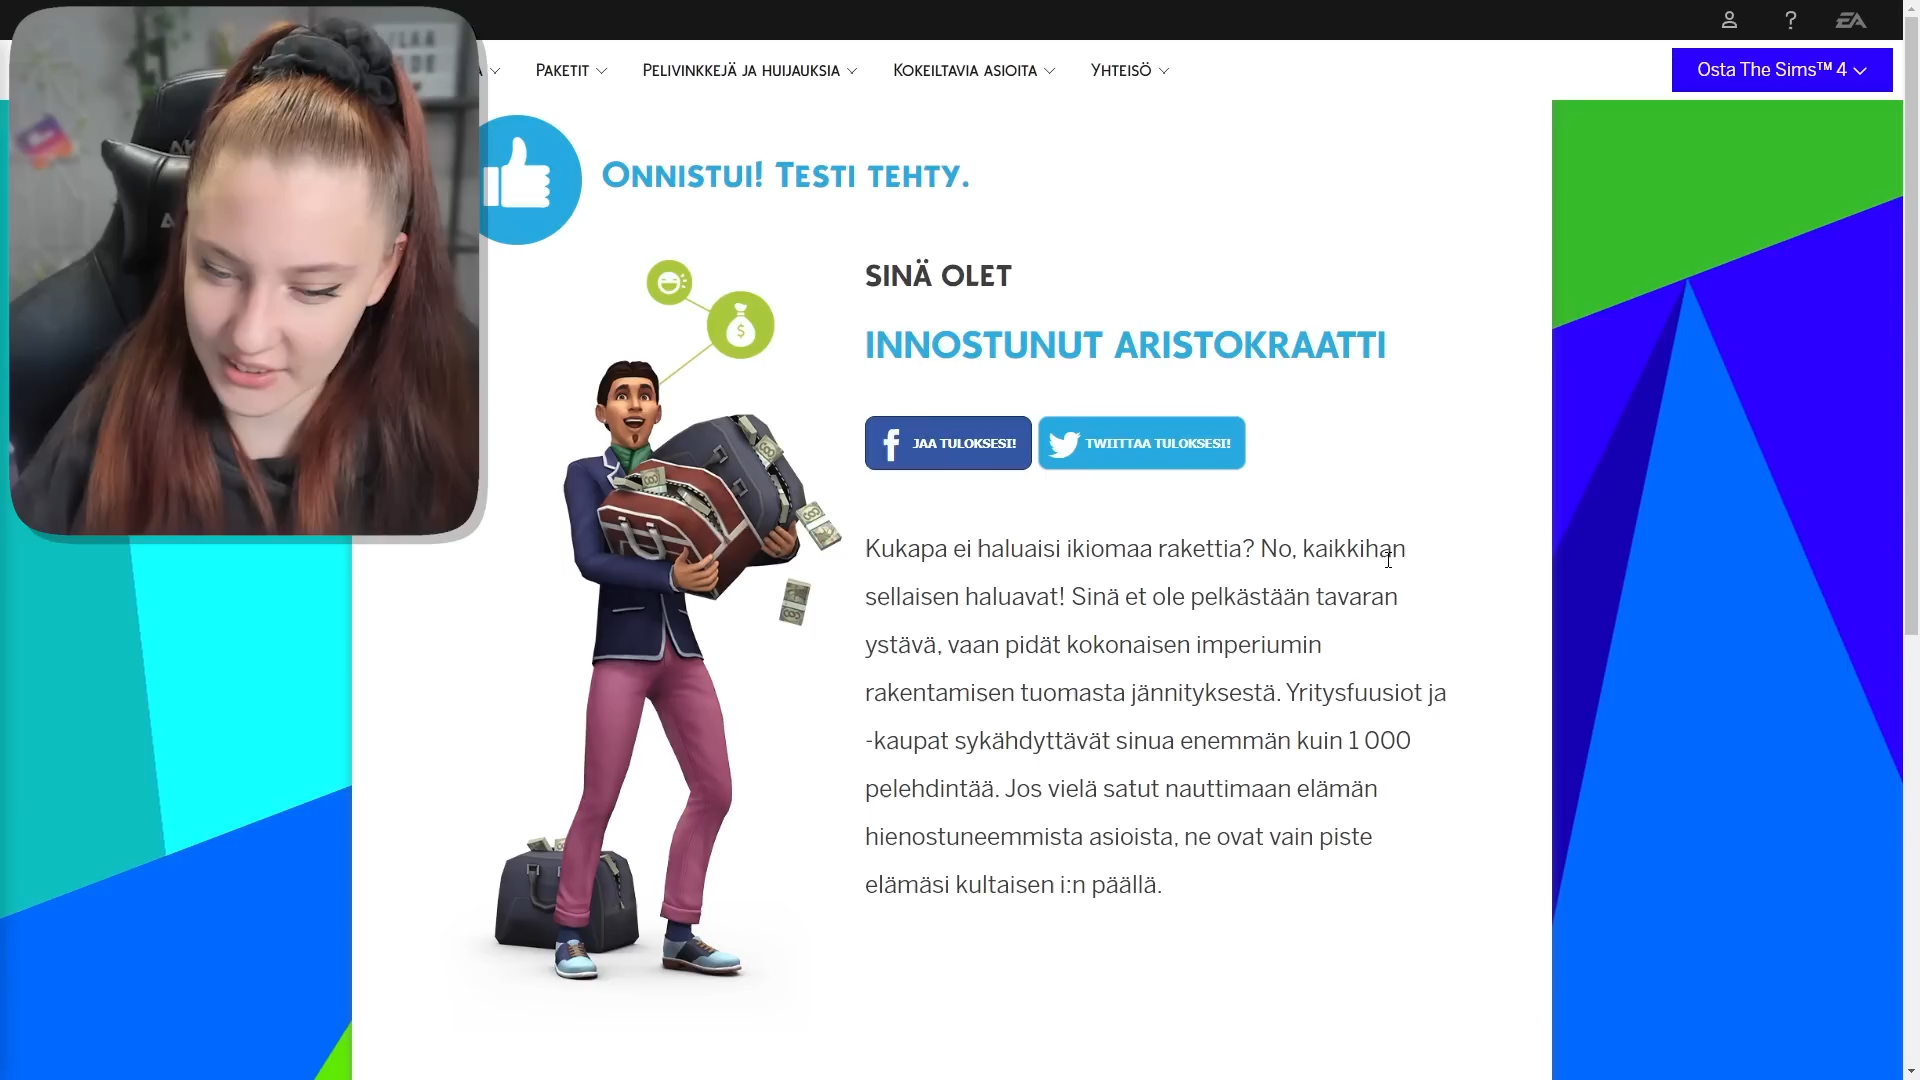 EA
PAKETIT
PELIVINKKEJÄ JA HUIJAUKSIA
KOKEILTAVIA ASIOITA
YHTEISÖ
Osta The Sims™ 4
ONNISTUI! TESTI TEHTY.
SINÄ OLET
INNOSTUNUT ARISTOKRAATTI
JAA TULOKSESI!
TWIITTAA TULOKSESI!
Kukapa ei haluaisi ikiomaa rakettia? No, kaikkihan
sellaisen haluavat! Sinä et ole pelkästään tavaran
ystävä, vaan pidät kokonaisen imperiumin
rakentamisen tuomasta jännityksestä. Yritysfuusiot ja
-kaupat sykähdyttävät sinua enemmän kuin 1 000
pelehdintää. Jos vielä satut nauttimaan elämän
hienostuneemmista asioista, ne ovat vain piste
elämäsi kultaisen i:n päällä.